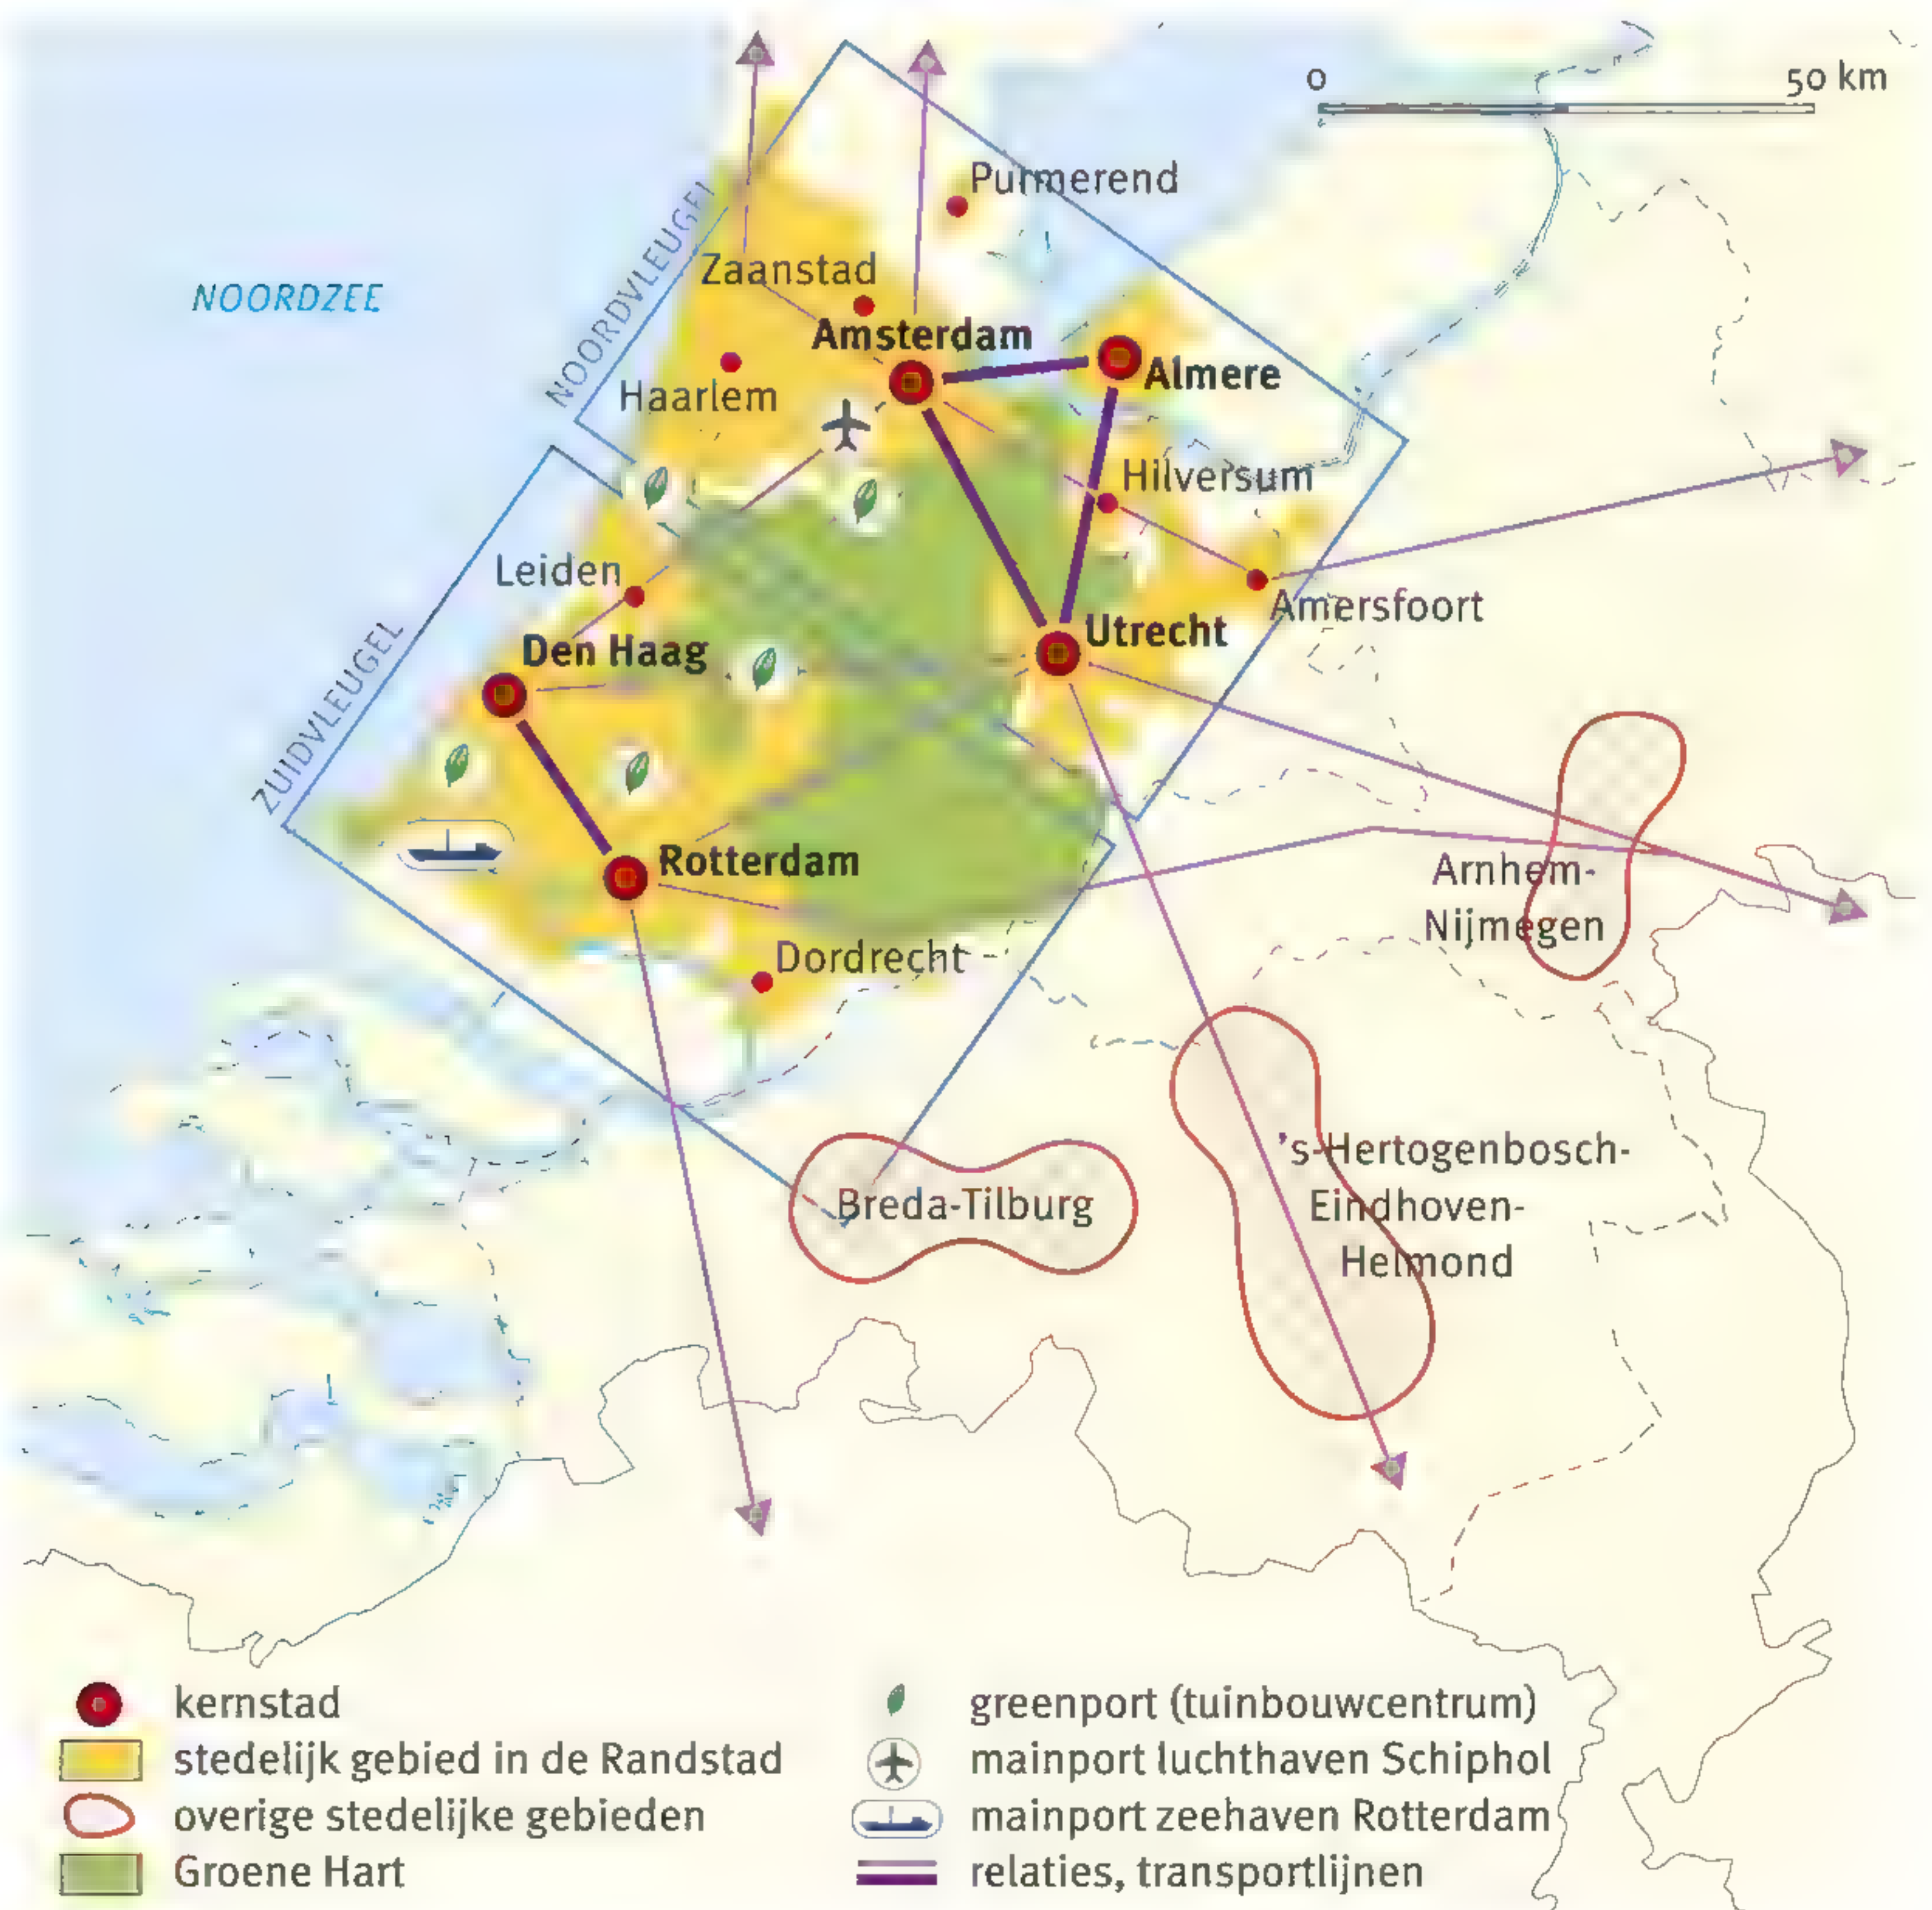 0 50 km
Purmerend
NOORDVLEUGEL
Zaanstad
NOORDZEE
Amsterdam
Almere
Haarlem
Hilversum
Leiden
Amersfoort
Utrecht
Den Haag
ZUIDVLEUGEL
Rotterdam
Arnhem-
Nijmegen
Dordrecht
's-Hertogenbosch-
Eindhoven-
Helmond
Breda-Tilburg
kernstad
stedelijk gebied in de Randstad
overige stedelijke gebieden
Groene Hart
greenport (tuinbouwcentrum)
mainport luchthaven Schiphol
mainport zeehaven Rotterdam
relaties, transportlijnen